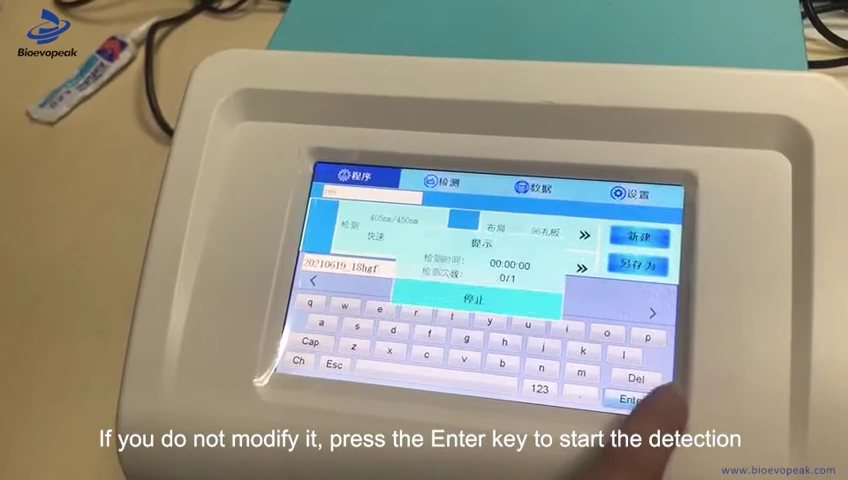 Bioevopeak
程序
检测
数据
设置
检测
405nm/450nm
快速
布局
96孔板
新建
另存为
提示
检测时间: 00:00:00
检测次数: 0/1
停止
20210619_18hgf
q w e r t y u i o p
a s d f g h j k l
Cap z x c v b n m Del
Ch Esc 123 . Ente
If you do not modify it, press the Enter key to start the detection
www.bioevopeak.com